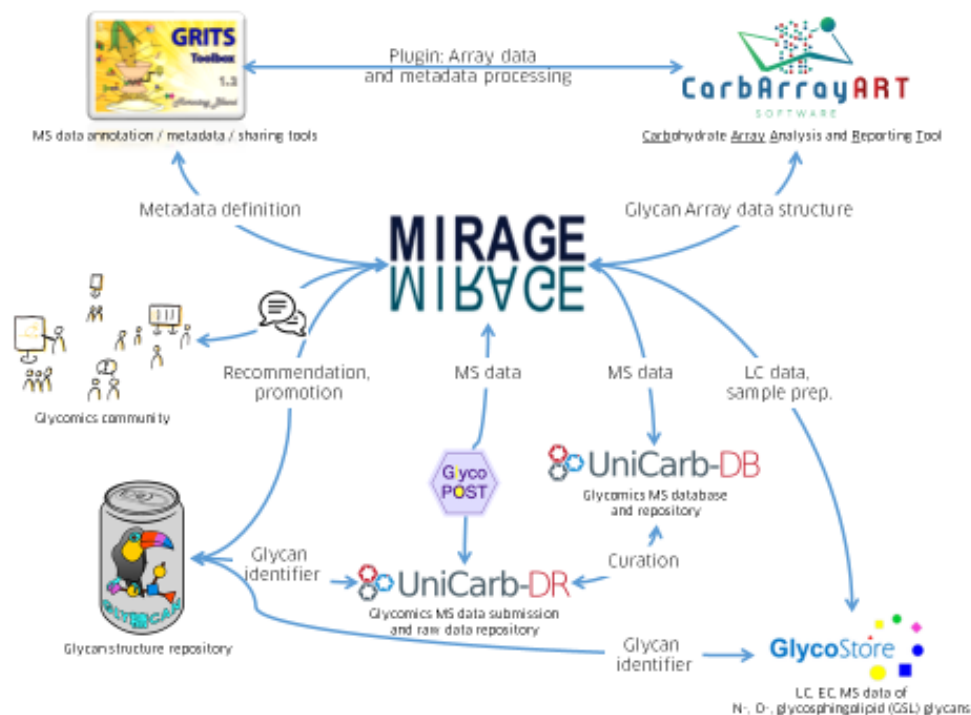 GRITS
Toolbox
1.2
Morning Blend
Plugin: Array data
and metadata processing
CarbArrayART
SOFTWARE
MS data annotation / metadata / sharing tools
Carbohydrate Array Analysis and Reporting Tool
Metadata definition
Glycan Array data structure
MIRAGE
MIRAGE
Recommendation,
promotion
MS data
MS data
LC data,
sample prep.
Glycomics community
Glyco
POST
UniCarb-DB
Glycomics MS database
and repository
Glycan
identifier
Curation
UniCarb-DR
Glycomics MS data submission
and raw data repository
GLYTOUCAN
Glycan structure repository
Glycan
identifier
GlycoStore
LC, EC, MS data of
N-, O-, glycosphingolipid (GSL) glycans